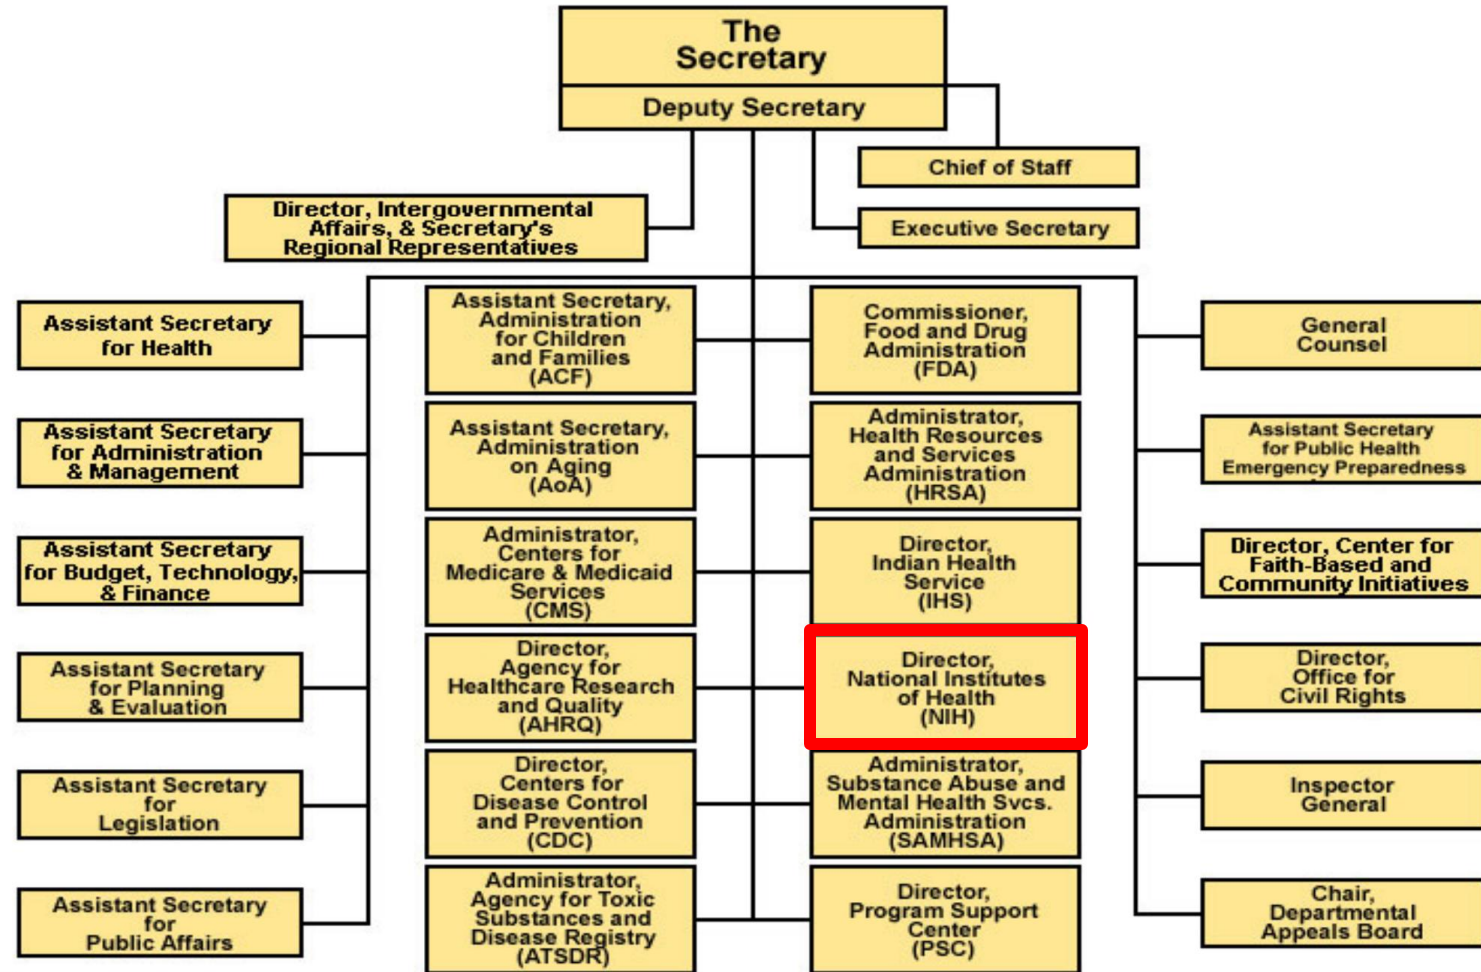 The
Secretary
Deputy Secretary
Chief of Staff
Director, Intergovernmental
Affairs, & Secretary's
Regional Representatives
Executive Secretary
Assistant Secretary
for Health
Assistant Secretary
for Administration
& Management
Assistant Secretary
for Budget, Technology,
& Finance
Assistant Secretary
for Planning
& Evaluation
Assistant Secretary
for
Legislation
Assistant Secretary
for
Public Affairs
Assistant Secretary,
Administration
for Children
and Families
(ACF)
Assistant Secretary,
Administration
on Aging
(AoA)
Administrator,
Centers for
Medicare & Medicaid
Services
(CMS)
Director,
Agency for
Healthcare Research
and Quality
(AHRQ)
Director,
Centers for
Disease Control
and Prevention
(CDC)
Administrator,
Agency for Toxic
Substances and
Disease Registry
(ATSDR)
Commissioner,
Food and Drug
Administration
(FDA)
Administrator,
Health Resources
and Services
Administration
(HRSA)
Director,
Indian Health
Service
(IHS)
Director,
National Institutes
of Health
(NIH)
Administrator,
Substance Abuse and
Mental Health Svcs.
Administration
(SAMHSA)
Director,
Program Support
Center
(PSC)
General
Counsel
Assistant Secretary
for Public Health
Emergency Preparedness
Director, Center for
Faith-Based and
Community Initiatives
Director,
Office for
Civil Rights
Inspector
General
Chair,
Departmental
Appeals Board